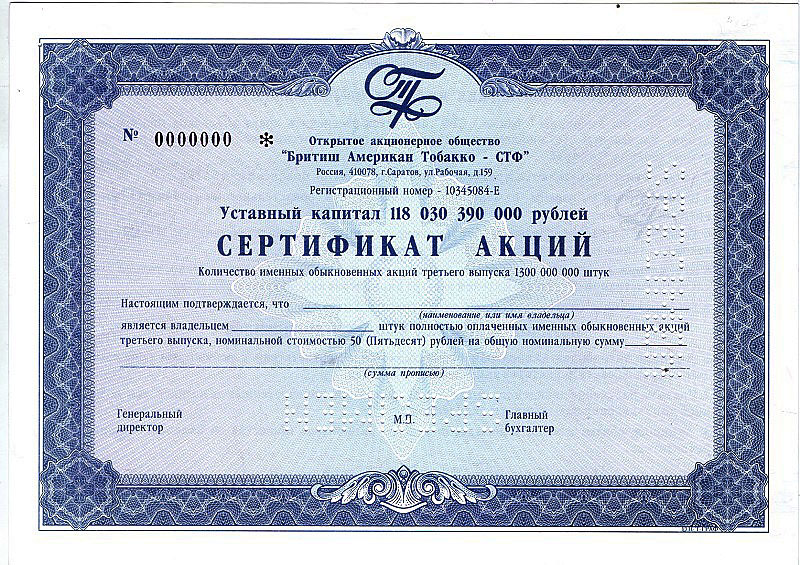 СТФ
№ 0000000 *
Открытое акционерное общество
"Бритиш Американ Тобакко - СТФ"
Россия, 410078, г.Саратов, ул.Рабочая, д.159
Регистрационный номер - 10345084-Е
Уставный капитал 118 030 390 000 рублей
СЕРТИФИКАТ АКЦИЙ
Количество именных обыкновенных акций третьего выпуска 1300 000 000 штук
Настоящим подтверждается, что
(наименование или имя владельца)
является владельцем штук полностью оплаченных именных обыкновенных акций
третьего выпуска, номинальной стоимостью 50 (Пятьдесят) рублей на общую номинальную сумму
(сумма прописью)
Генеральный
директор
М.П.
Главный
бухгалтер